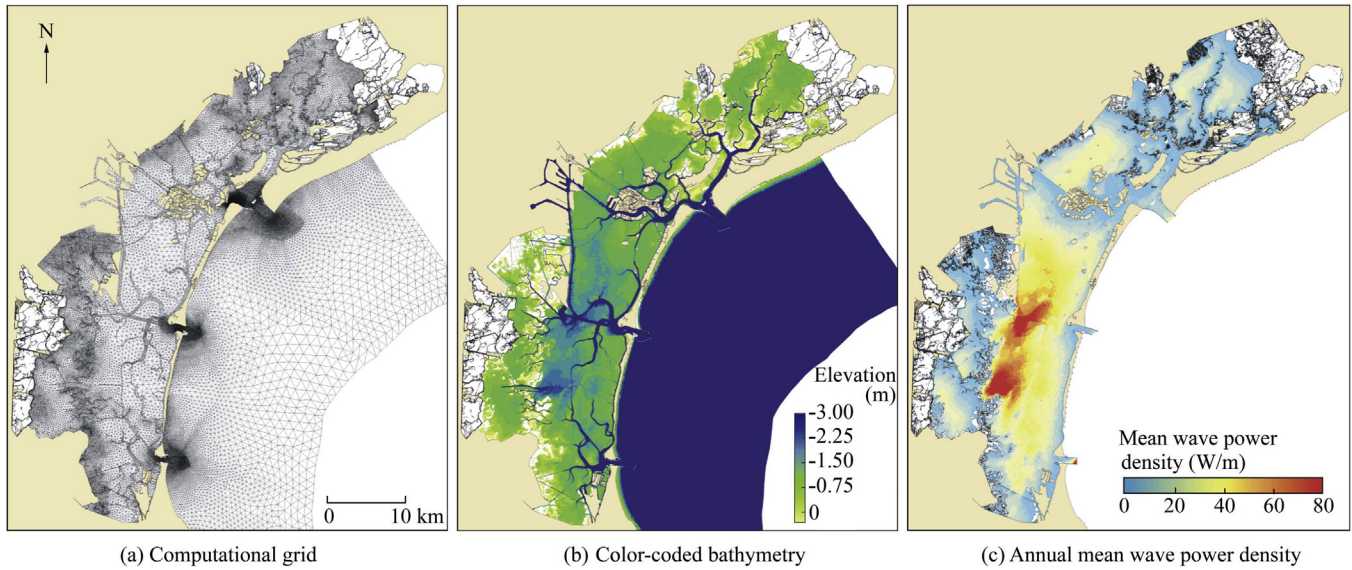 N
0 10 km
(a) Computational grid
Elevation
(m)
-3.00
-2.25
-1.50
-0.75
0
(b) Color-coded bathymetry
Mean wave power
density (W/m)
0 20 40 60 80
(c) Annual mean wave power density